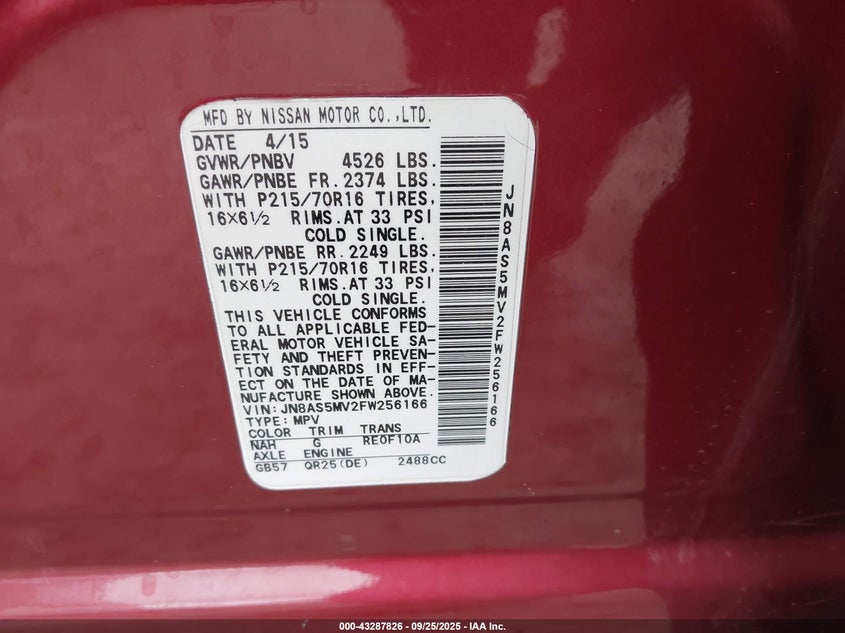 MFD BY NISSAN MOTOR CO.,LTD.
DATE 4/15
GVWR/PNBV 4526 LBS.
GAWR/PNBE FR. 2374 LBS.
WITH P215/70R16 TIRES,
16X6½ RIMS. AT 33 PSI
COLD SINGLE.
GAWR/PNBE RR. 2249 LBS.
WITH P215/70R16 TIRES,
16X6½ RIMS. AT 33 PSI
COLD SINGLE.
THIS VEHICLE CONFORMS
TO ALL APPLICABLE FED-
ERAL MOTOR VEHICLE SA-
FETY AND THEFT PREVEN-
TION STANDARDS IN EFF-
ECT ON THE DATE OF MA-
NUFACTURE SHOWN ABOVE.
VIN: JN8AS5MV2FW256166
TYPE: MPV
COLOR TRIM TRANS
NAH G RE0F10A
AXLE ENGINE
GB57 QR25(DE) 2488CC
JN8AS5MV2FW256166
000-43287826 - 09/25/2025 - IAA Inc.